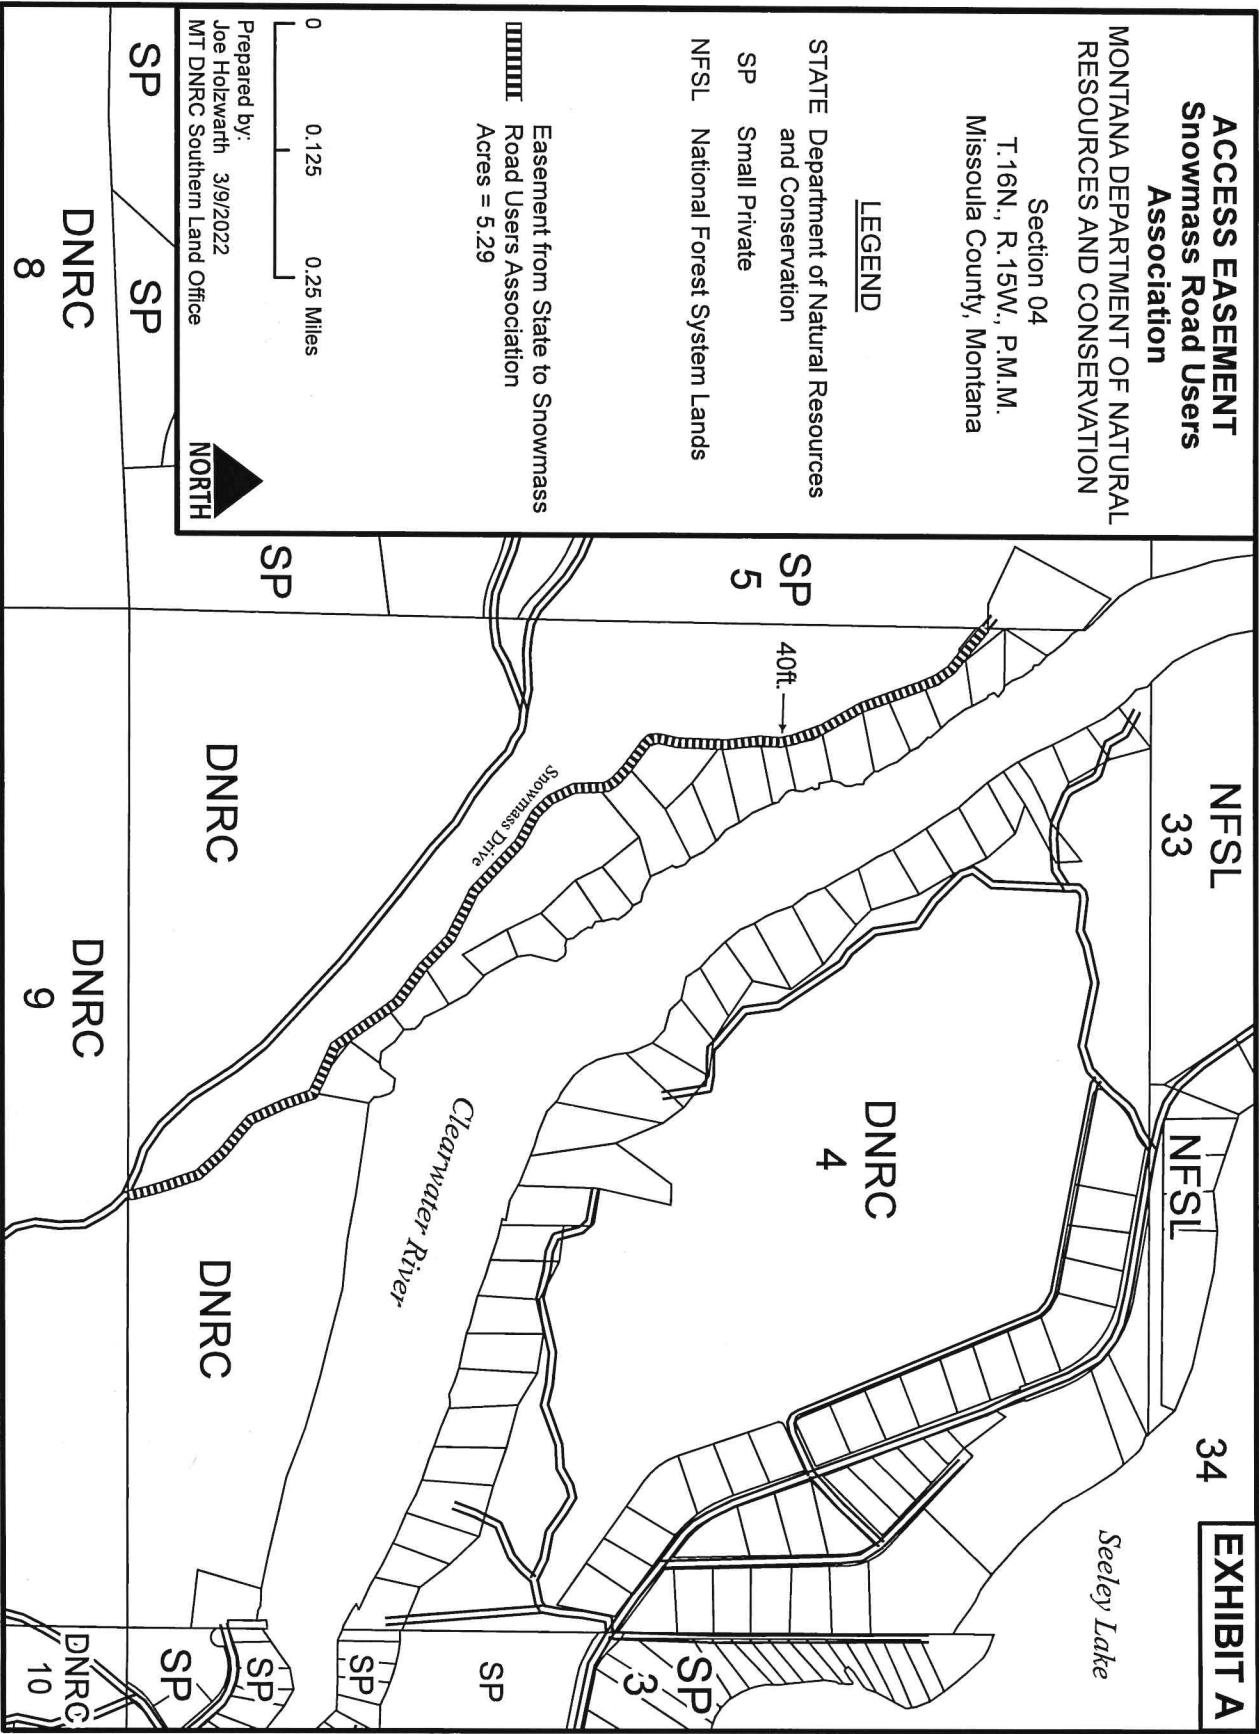 ACCESS EASEMENT
Snowmass Road Users
Association
MONTANA DEPARTMENT OF NATURAL
RESOURCES AND CONSERVATION
Section 04
T.16N., R.15W., P.M.M.
Missoula County, Montana
LEGEND
STATE Department of Natural Resources
and Conservation
SP Small Private
NFSL National Forest System Lands
Easement from State to Snowmass
Road Users Association
Acres = 5.29
0 0.125 0.25 Miles
Prepared by:
Joe Holzwarth 3/9/2022
MT DNRC Southern Land Office
NORTH
EXHIBIT A
NFSL
33
34
NFSL
Seeley Lake
SP
5
40ft.
DNRC
4
Snowmass Drive
Clearwater River
SP
3
SP
SP
SP
SP
SP
SP
SP
DNRC
DNRC
DNRC
8
DNRC
9
DNRC
10